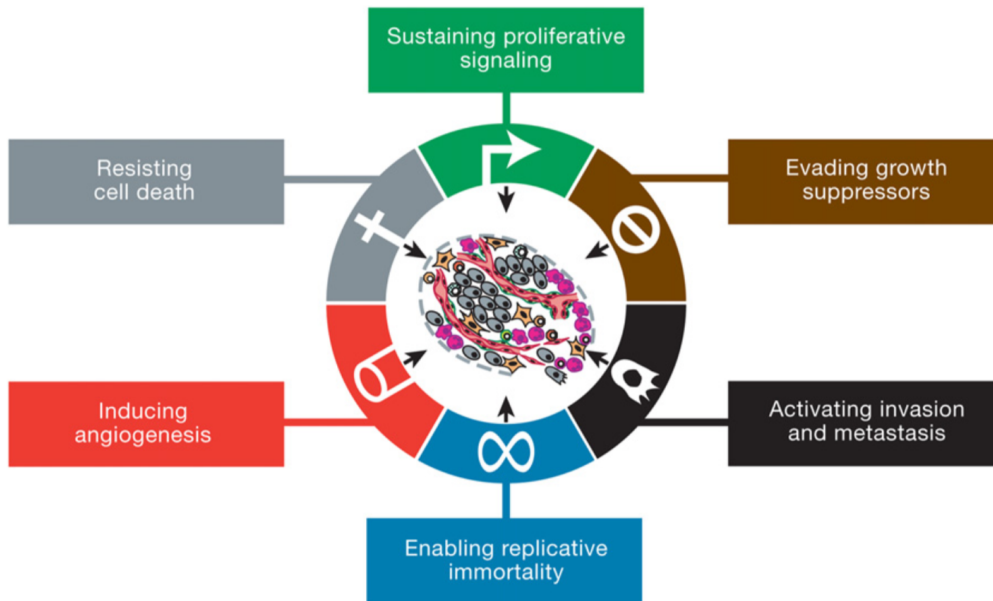 Sustaining proliferative
signaling
Resisting
cell death
Evading growth
suppressors
Inducing
angiogenesis
Activating invasion
and metastasis
Enabling replicative
immortality